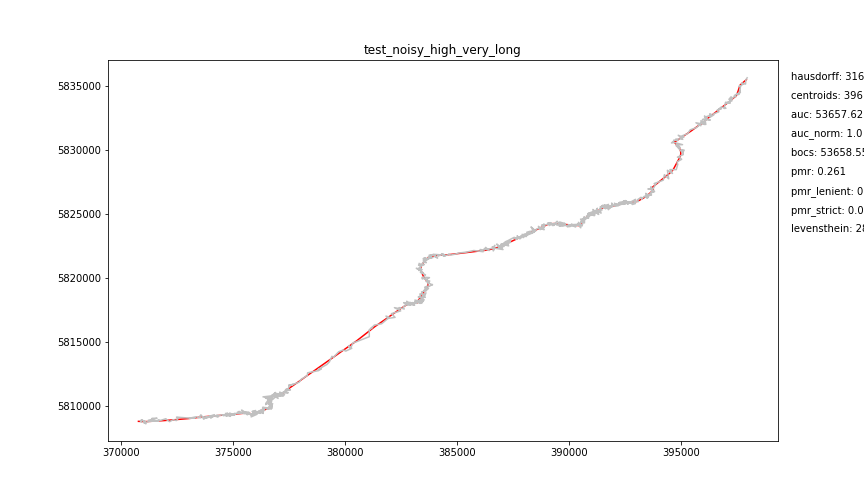 test_noisy_high_very_long
5835000
5830000
5825000
5820000
5815000
5810000
370000
375000
380000
385000
390000
395000
hausdorff: 316
centroids: 396
auc: 53657.62
auc_norm: 1.0
bocs: 53658.55
pmr: 0.261
pmr_lenient: 0
pmr_strict: 0.0
levensthein: 28